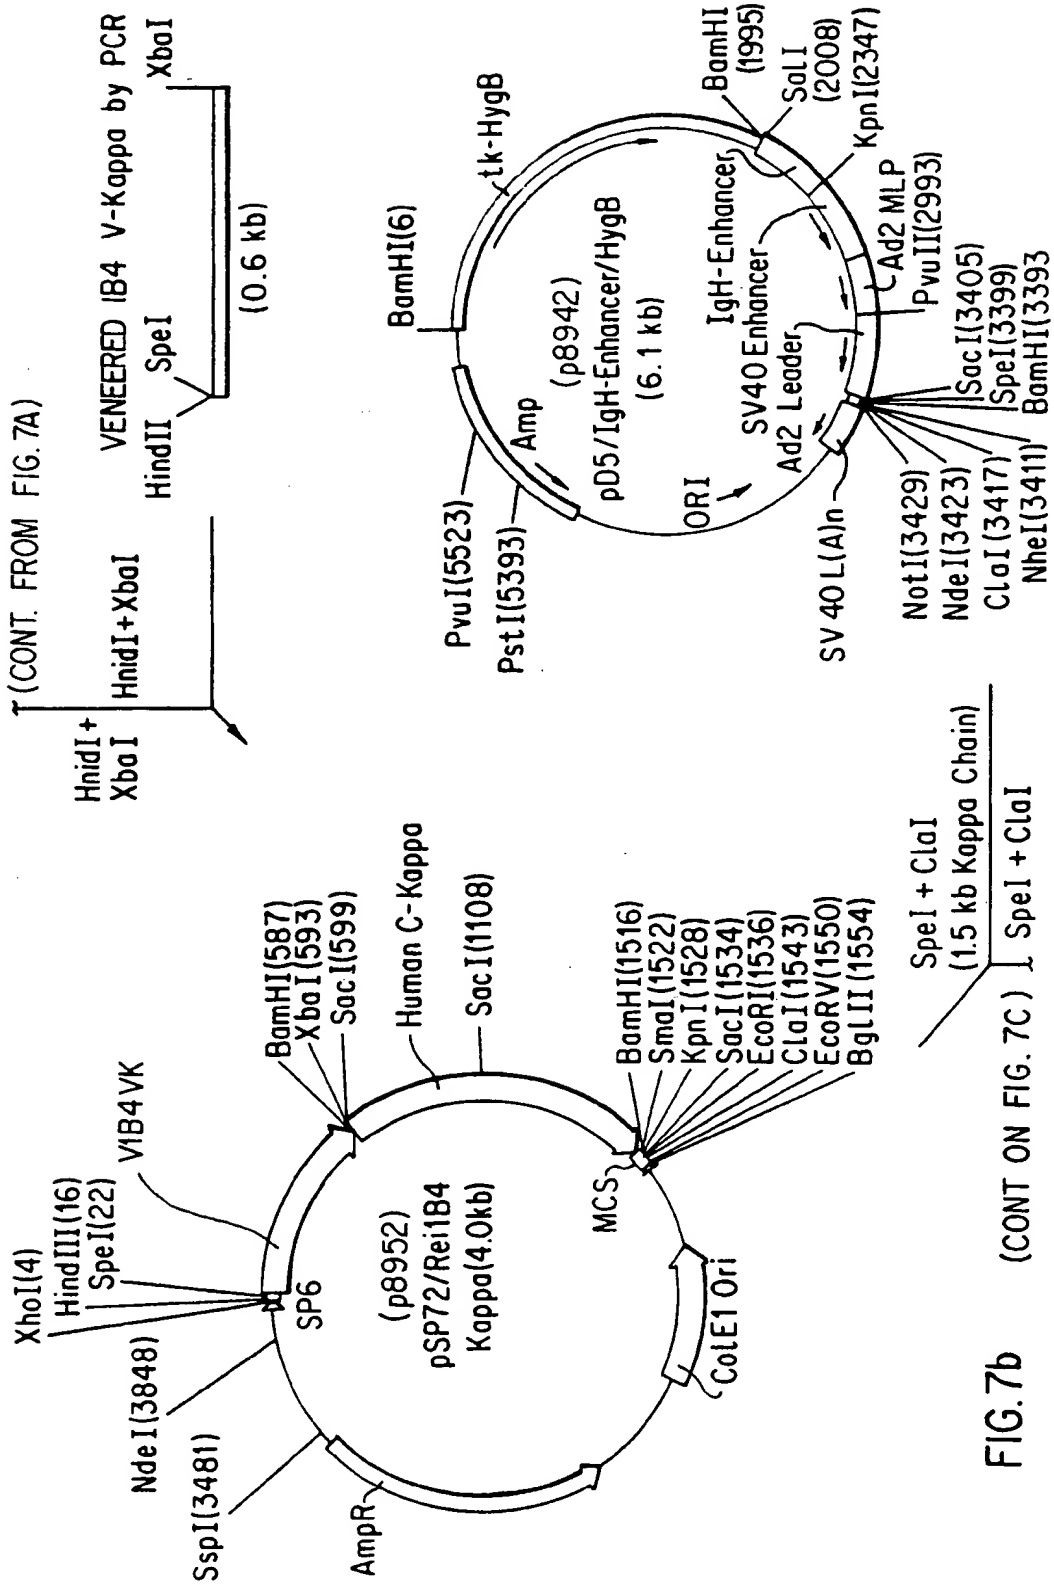 (CONT. FROM FIG. 7A)
HnidI+
XbaI
HnidI+XbaI
HindII
SpeI
VENEERED 1B4 V-Kappa by PCR
XbaI
(0.6 kb)
XhoI(4)
HindIII(16)
SpeI(22)
V1B4VK
NdeI(3848)
SspI(3481)
SP6
BamHI(587)
XbaI(593)
SacI(599)
Human C-Kappa
SacI(1108)
(p8952)
pSP72/Rei1B4
Kappa(4.0kb)
AmpR
MCS
ColE1 Ori
BamHI(1516)
SmaI(1522)
KpnI(1528)
SacI(1534)
EcoRI(1536)
ClaI(1543)
EcoRV(1550)
BglII(1554)
BamHI(6)
tk-HygB
PvuI(5523)
PstI(5393)
Amp
(p8942)
pD5/IgH-Enhancer/HygB
(6.1 kb)
ORI
IgH-Enhancer
SV40 Enhancer
Ad2 Leader
BamHI
(1995)
SalI
(2008)
KpnI(2347)
Ad2 MLP
PvuII(2993)
SacI(3405)
SpeI(3399)
BamHI(3393
SV40L(A)n
NotI(3429)
NdeI(3423)
ClaI(3417)
NheI(3411)
SpeI + ClaI
(1.5 kb Kappa Chain)
SpeI + ClaI
(CONT ON FIG. 7C)
FIG. 7b